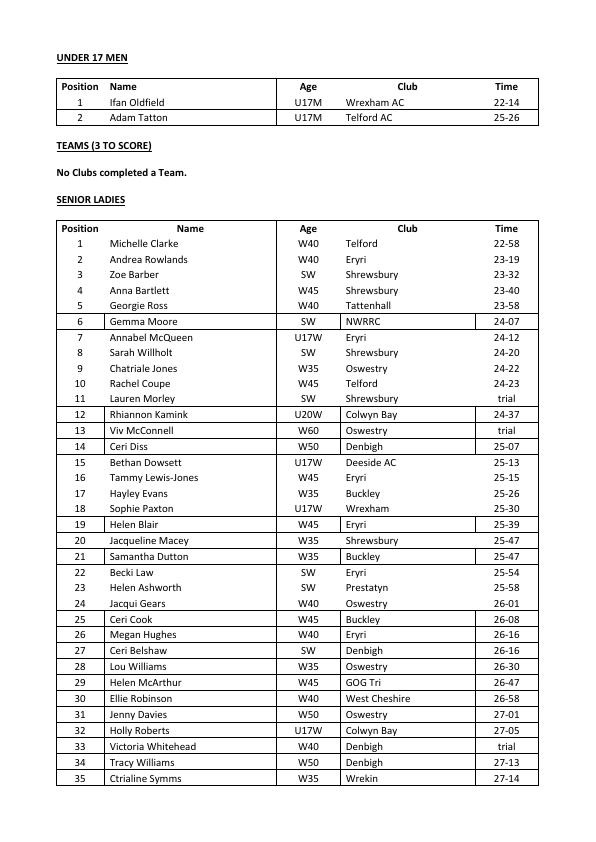 UNDER 17 MEN
Position Name Age Club Time
1 Ifan Oldfield U17M Wrexham AC 22-14
2 Adam Tatton U17M Telford AC 25-26
TEAMS (3 TO SCORE)
No Clubs completed a Team.
SENIOR LADIES
Position Name Age Club Time
1 Michelle Clarke W40 Telford 22-58
2 Andrea Rowlands W40 Eryri 23-19
3 Zoe Barber SW Shrewsbury 23-32
4 Anna Bartlett W45 Shrewsbury 23-40
5 Georgie Ross W40 Tattenhall 23-58
6 Gemma Moore SW NWRRC 24-07
7 Annabel McQueen U17W Eryri 24-12
8 Sarah Willholt SW Shrewsbury 24-20
9 Chatriale Jones W35 Oswestry 24-22
10 Rachel Coupe W45 Telford 24-23
11 Lauren Morley SW Shrewsbury trial
12 Rhiannon Kamink U20W Colwyn Bay 24-37
13 Viv McConnell W60 Oswestry trial
14 Ceri Diss W50 Denbigh 25-07
15 Bethan Dowsett U17W Deeside AC 25-13
16 Tammy Lewis-Jones W45 Eryri 25-15
17 Hayley Evans W35 Buckley 25-26
18 Sophie Paxton U17W Wrexham 25-30
19 Helen Blair W45 Eryri 25-39
20 Jacqueline Macey W35 Shrewsbury 25-47
21 Samantha Dutton W35 Buckley 25-47
22 Becki Law SW Eryri 25-54
23 Helen Ashworth SW Prestatyn 25-58
24 Jacqui Gears W40 Oswestry 26-01
25 Ceri Cook W45 Buckley 26-08
26 Megan Hughes W40 Eryri 26-16
27 Ceri Belshaw SW Denbigh 26-16
28 Lou Williams W35 Oswestry 26-30
29 Helen McArthur W45 GOG Tri 26-47
30 Ellie Robinson W40 West Cheshire 26-58
31 Jenny Davies W50 Oswestry 27-01
32 Holly Roberts U17W Colwyn Bay 27-05
33 Victoria Whitehead W40 Denbigh trial
34 Tracy Williams W50 Denbigh 27-13
35 Ctrialine Symms W35 Wrekin 27-14